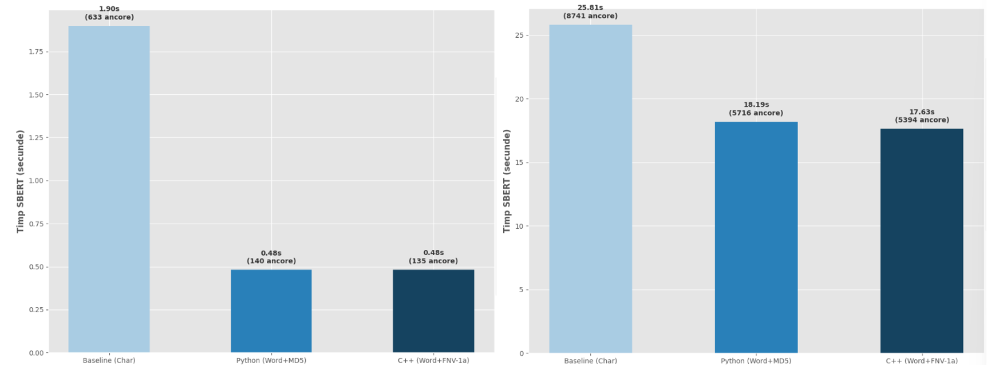 1.90s
(633 ancore)
1.75
1.50
1.25
1.00
0.75
0.50
0.25
0.00
Timp SBERT (secunde)
0.48s
(140 ancore)
0.48s
(135 ancore)
Baseline (Char)
Python (Word+MD5)
C++ (Word+FNV-1a)
25.81s
(8741 ancore)
25
20
15
10
5
0
Timp SBERT (secunde)
18.19s
(5716 ancore)
17.63s
(5394 ancore)
Baseline (Char)
Python (Word+MD5)
C++ (Word+FNV-1a)